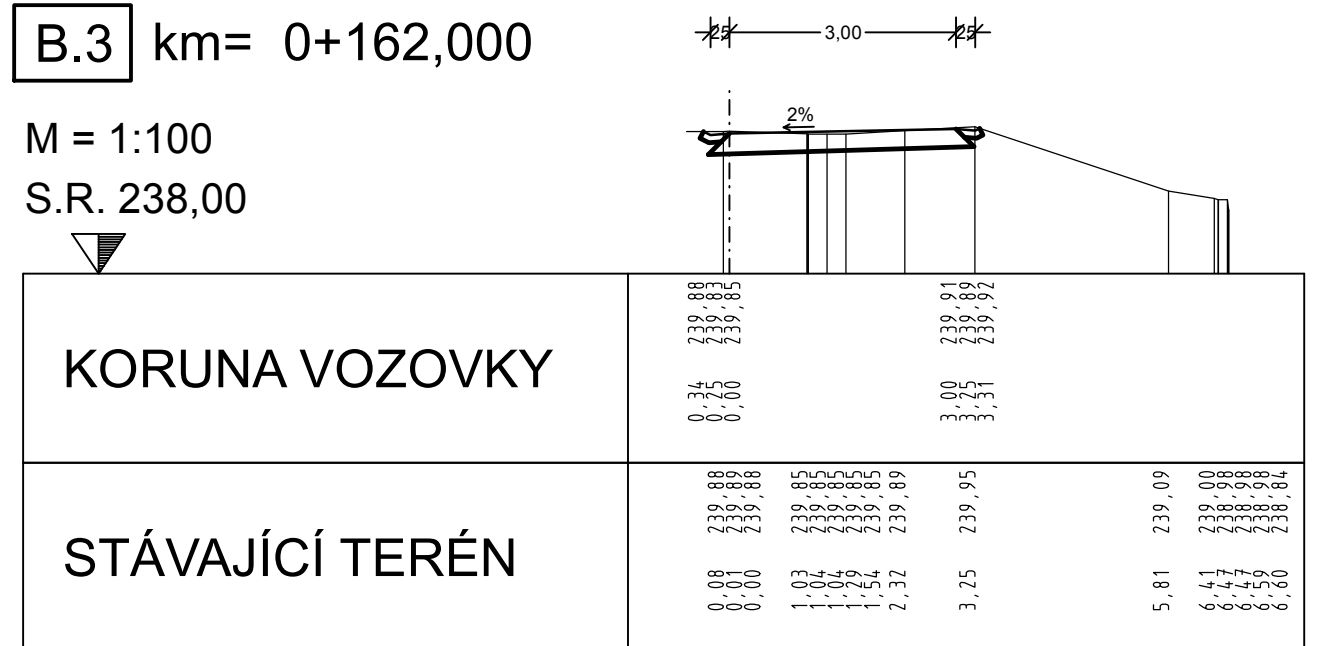 B.3 km= 0+162,000
25 3,00 25
M = 1:100
2%
S.R. 238,00
KORUNA VOZOVKY
239,88 239,83 239,85 239,91 239,89 239,92
0,34 0,25 0,00 3,00 3,25 3,31
STÁVAJÍCÍ TERÉN
239,88 239,89 239,88 239,85 239,85 239,85 239,85 239,85 239,89 239,95 239,09 239,00 238,98 238,98 238,98 238,84
0,08 0,01 0,00 1,03 1,04 1,04 1,29 1,54 2,32 3,25 5,81 6,41 6,47 6,47 6,59 6,60